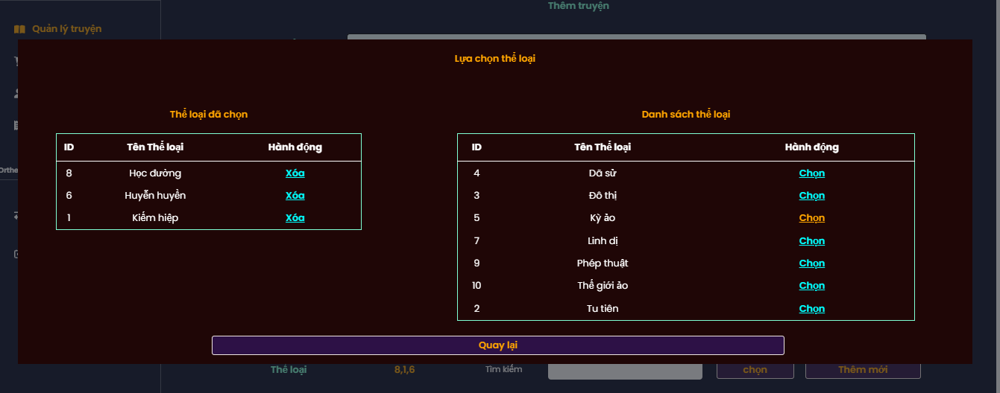 Thêm truyện
Quản lý truyện
Lựa chọn thể loại
Thể loại đã chọn
Danh sách thể loại
ID Tên Thể loại Hành động
8 Học đường Xóa
6 Huyễn huyền Xóa
1 Kiếm hiệp Xóa
ID Tên Thể loại Hành động
4 Dã sử Chọn
3 Đô thị Chọn
5 Kỳ ảo Chọn
7 Linh dị Chọn
9 Phép thuật Chọn
10 Thế giới ảo Chọn
2 Tu tiên Chọn
Orthe
Quay lại
Thể loại 8,1,6 Tìm kiếm chọn Thêm mới